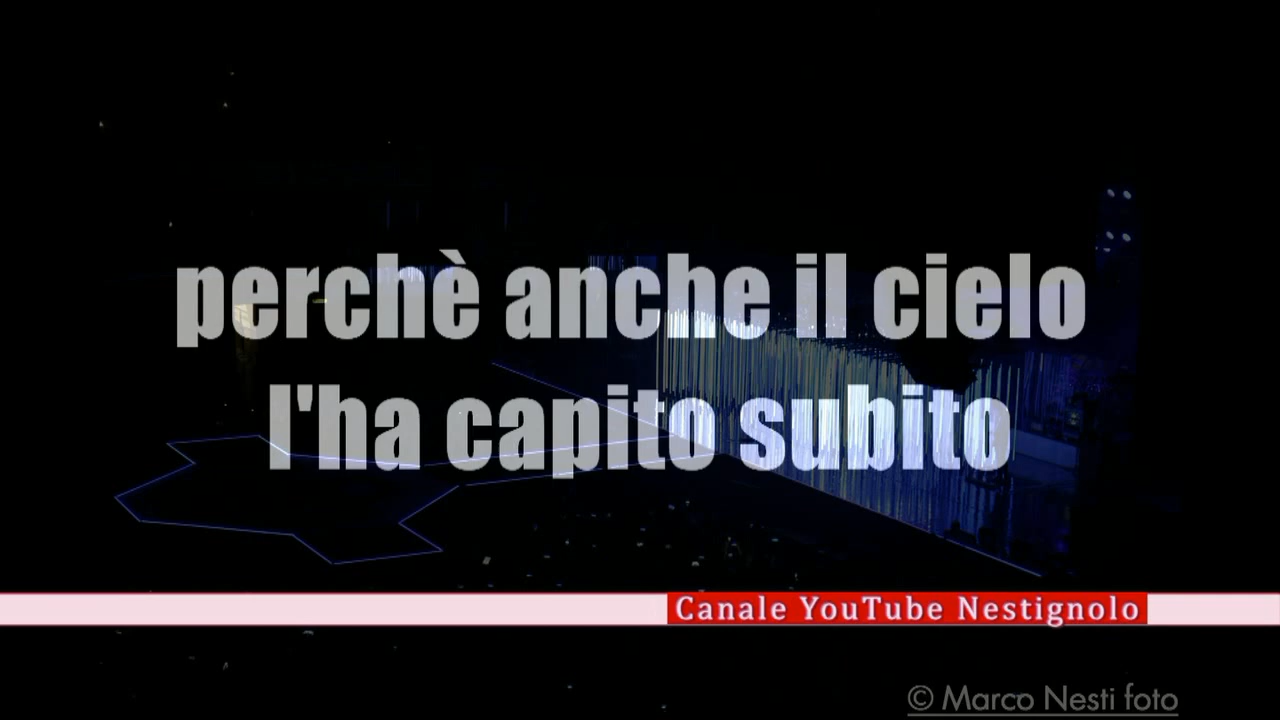 perchè anche il cielo
l'ha capito subito
Canale YouTube Nestignolo
© Marco Nesti foto